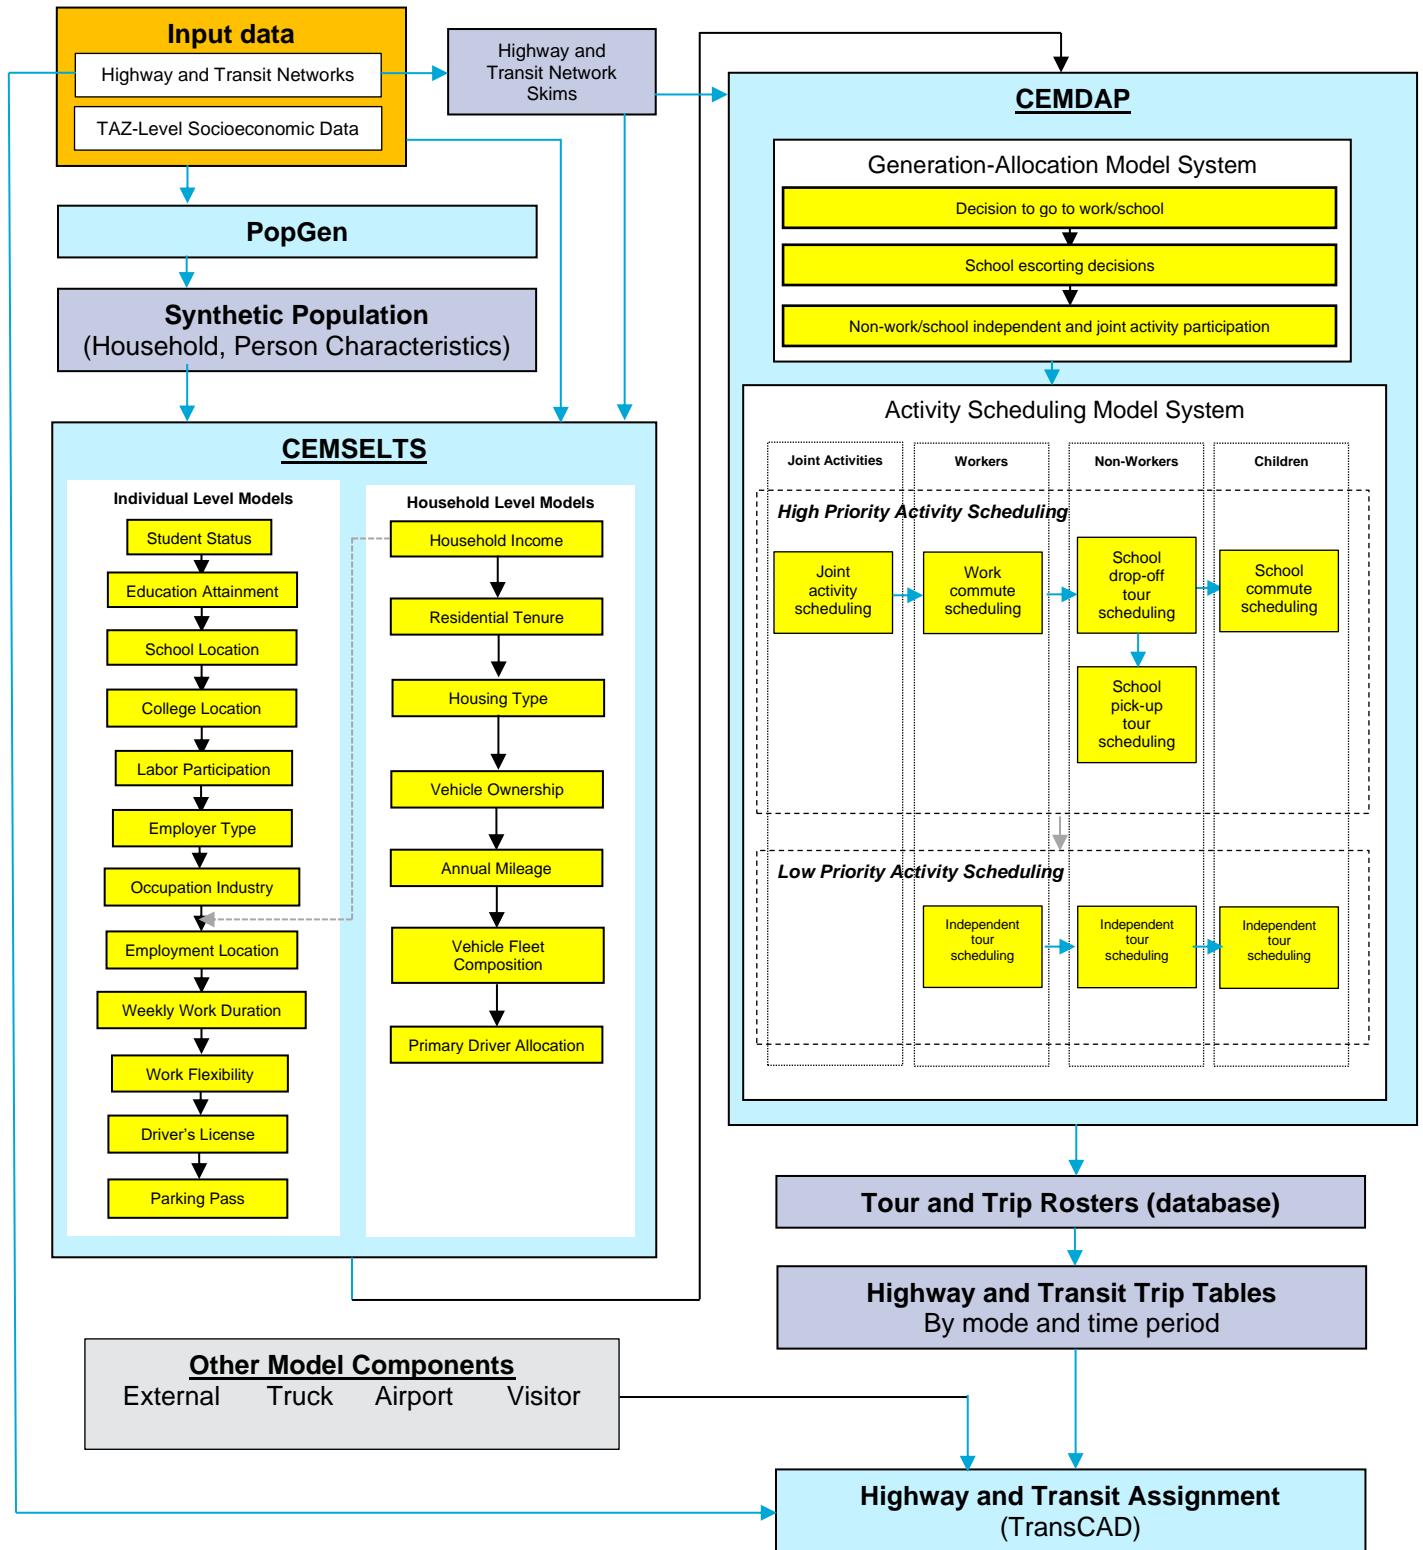 Input data
Highway and Transit Networks
TAZ-Level Socioeconomic Data
Highway and
Transit Network
Skims
PopGen
Synthetic Population
(Household, Person Characteristics)
CEMSELTS
Individual Level Models
Student Status
Education Attainment
School Location
College Location
Labor Participation
Employer Type
Occupation Industry
Employment Location
Weekly Work Duration
Work Flexibility
Driver’s License
Parking Pass
Household Level Models
Household Income
Residential Tenure
Housing Type
Vehicle Ownership
Annual Mileage
Vehicle Fleet
Composition
Primary Driver Allocation
CEMDAP
Generation-Allocation Model System
Decision to go to work/school
School escorting decisions
Non-work/school independent and joint activity participation
Activity Scheduling Model System
Joint Activities
Workers
Non-Workers
Children
High Priority Activity Scheduling
Joint
activity
scheduling
Work
commute
scheduling
School
drop-off
tour
scheduling
School
commute
scheduling
School
pick-up
tour
scheduling
Low Priority Activity Scheduling
Independent
tour
scheduling
Independent
tour
scheduling
Independent
tour
scheduling
Tour and Trip Rosters (database)
Highway and Transit Trip Tables
By mode and time period
Other Model Components
External Truck Airport Visitor
Highway and Transit Assignment
(TransCAD)